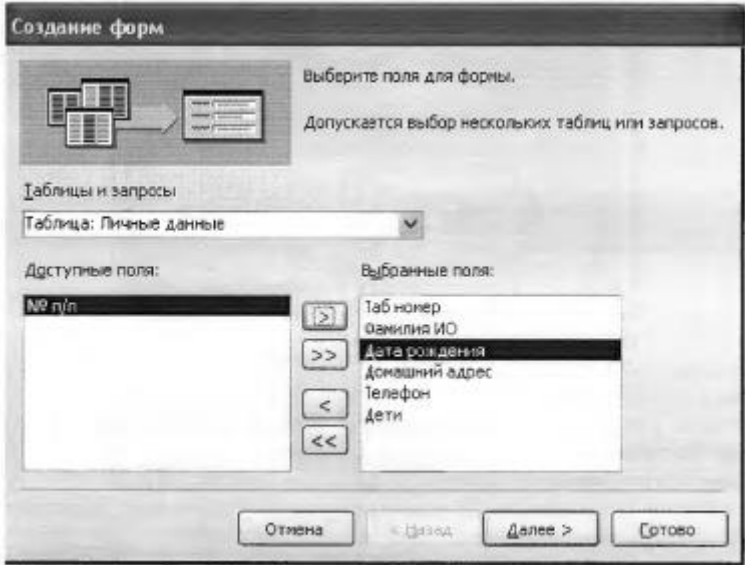 Создание форм
Выберите поля для формы.
Допускается выбор нескольких таблиц или запросов.
Таблицы и запросы
Таблица: Личные данные
Доступные поля:
№ п/п
>
>>
<
<<
Выбранные поля:
Таб номер
Фамилия ИО
Дата рождения
Домашний адрес
Телефон
Дети
Отмена
< Назад
Далее >
Готово